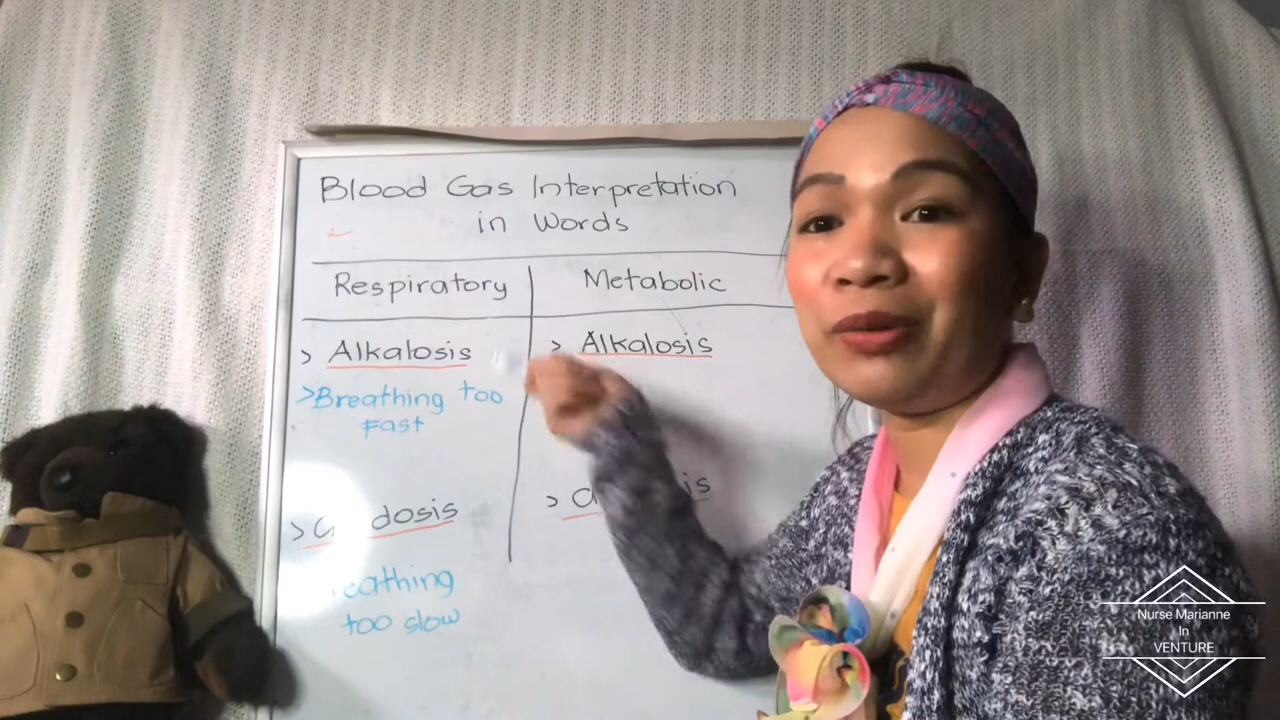 Blood Gas Interpretation
in Words
Respiratory
Metabolic
> Alkalosis
> Alkalosis
>Breathing too
Fast
>
>
too slow
Nurse Marianne
In
VENTURE